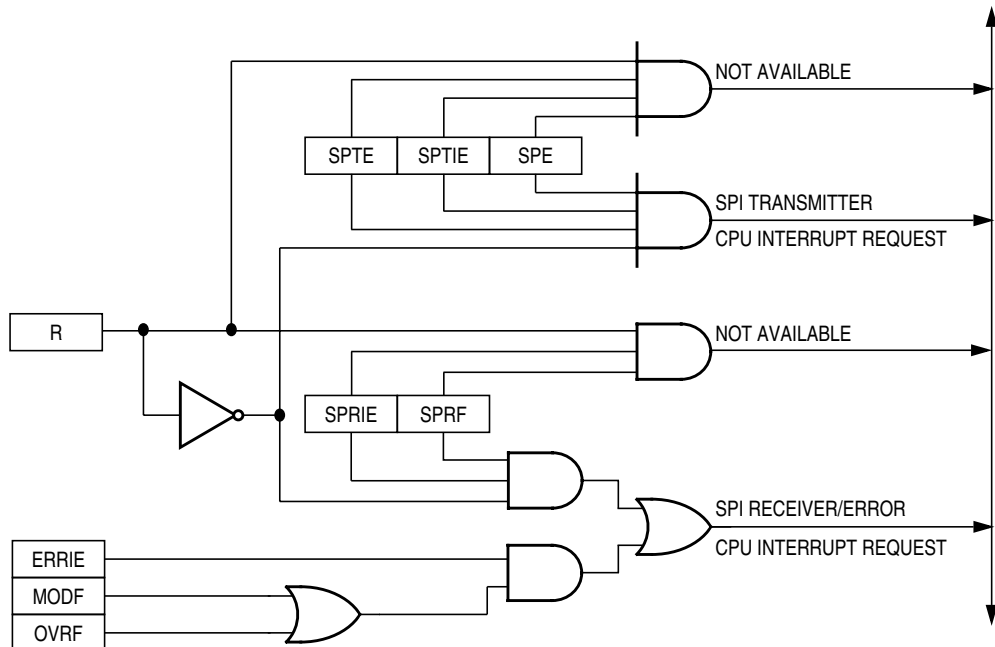 NOT AVAILABLE
SPTE SPTIE SPE
SPI TRANSMITTER
CPU INTERRUPT REQUEST
R
NOT AVAILABLE
SPRIE SPRF
SPI RECEIVER/ERROR
CPU INTERRUPT REQUEST
ERRIE
MODF
OVRF